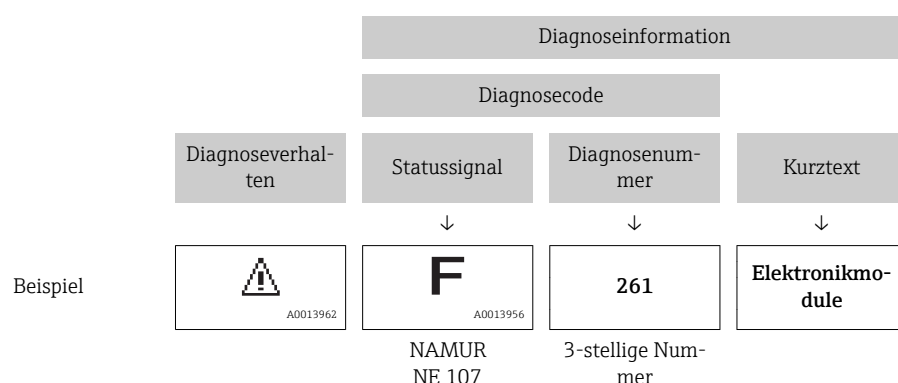 Diagnoseinformation
Diagnosecode
Diagnoseverhal-
ten
Statussignal
Diagnosenum-
mer
Kurztext
↓ ↓ ↓
Beispiel
A0013962
F
A0013956
261
Elektronikmo-
dule
NAMUR
NE 107
3-stellige Num-
mer